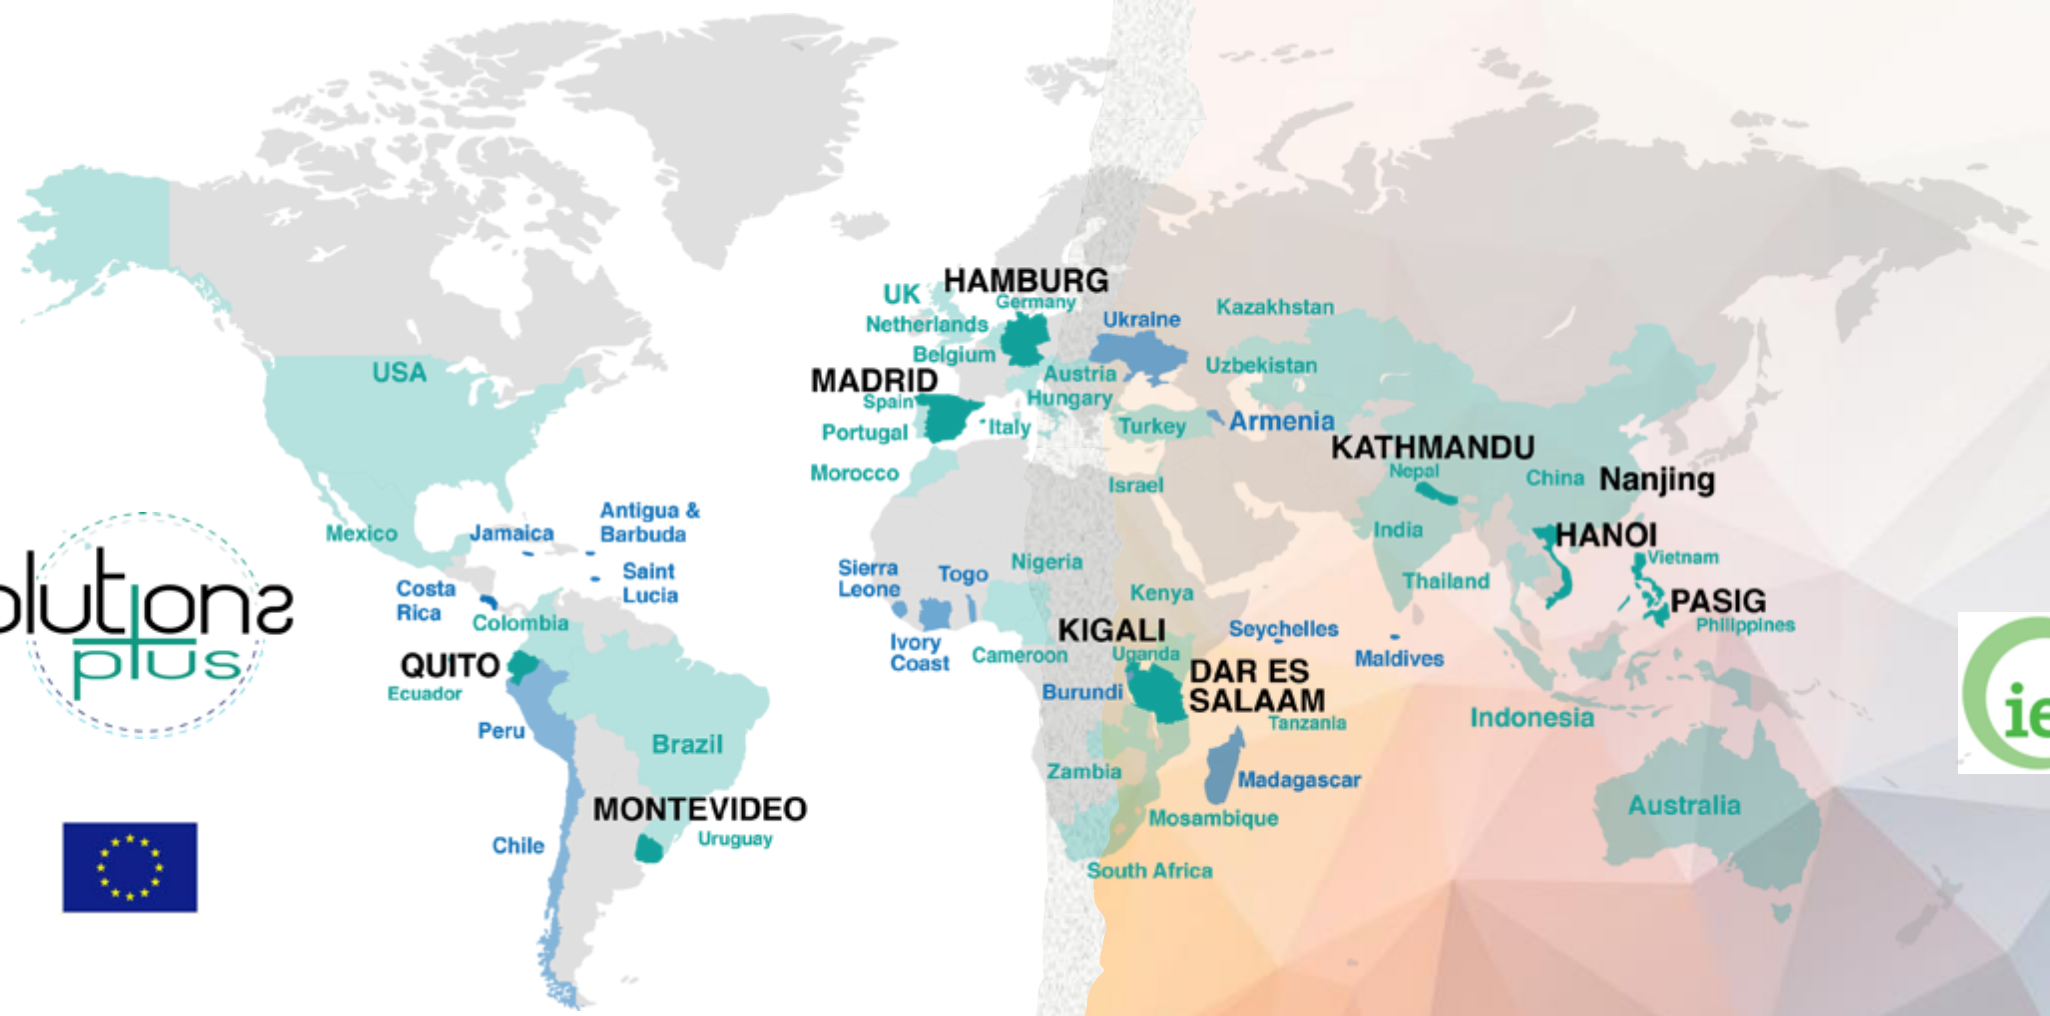 HAMBURG
UK
Germany
Netherlands
Belgium
Ukraine
Kazakhstan
Uzbekistan
USA
MADRID
Austria
Spain
Hungary
Portugal
Italy
Turkey
Armenia
Morocco
Israel
KATHMANDU
Nepal
China
Nanjing
Mexico
Jamaica
Antigua &
Barbuda
India
HANOI
Vietnam
Costa
Rica
Saint
Lucia
Sierra
Leone
Togo
Nigeria
Kenya
Thailand
PASIG
Philippines
Colombia
Ivory
Coast
Cameroon
KIGALI
Uganda
Seychelles
Maldives
QUITO
Ecuador
Burundi
DAR ES
SALAAM
Tanzania
Indonesia
Peru
Brazil
Zambia
Madagascar
MONTEVIDEO
Uruguay
Mosambique
Australia
Chile
South Africa
olutions
plus
ie